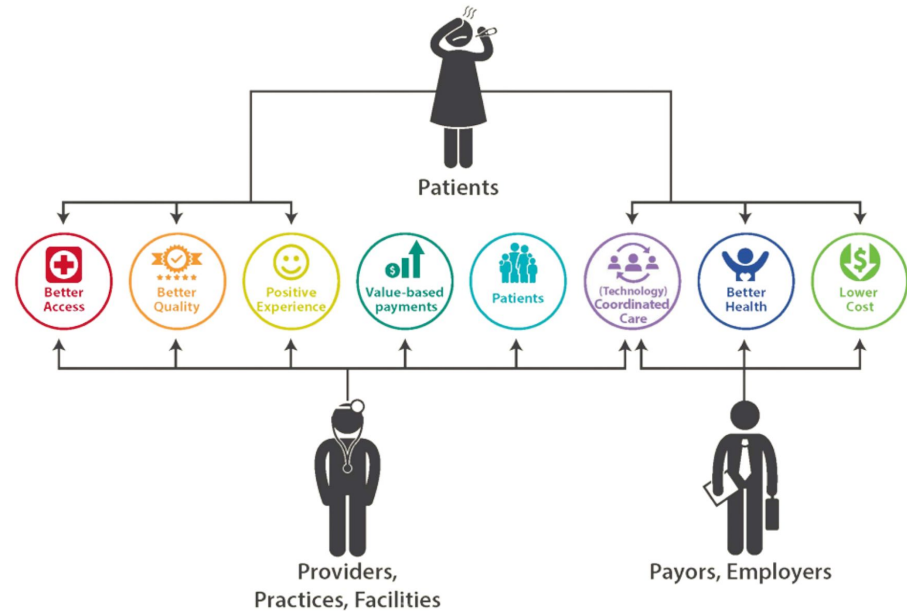 Patients
Better
Access
Better
Quality
Positive
Experience
$
Value-based
payments
Patients
(Technology)
Coordinated
Care
Better
Health
$
Lower
Cost
Providers,
Practices, Facilities
Payors, Employers